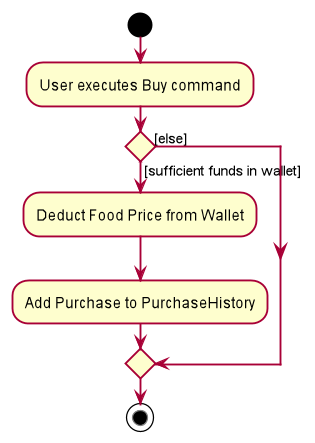 User executes Buy command
[else]
[sufficient funds in wallet]
Deduct Food Price from Wallet
Add Purchase to PurchaseHistory